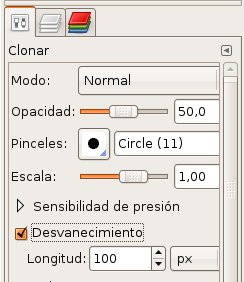 Clonar
Modo: Normal
Opacidad: 50,0
Pinceles: Circle (11)
Escala: 1,00
Sensibilidad de presión
Desvanecimiento
Longitud: 100 px